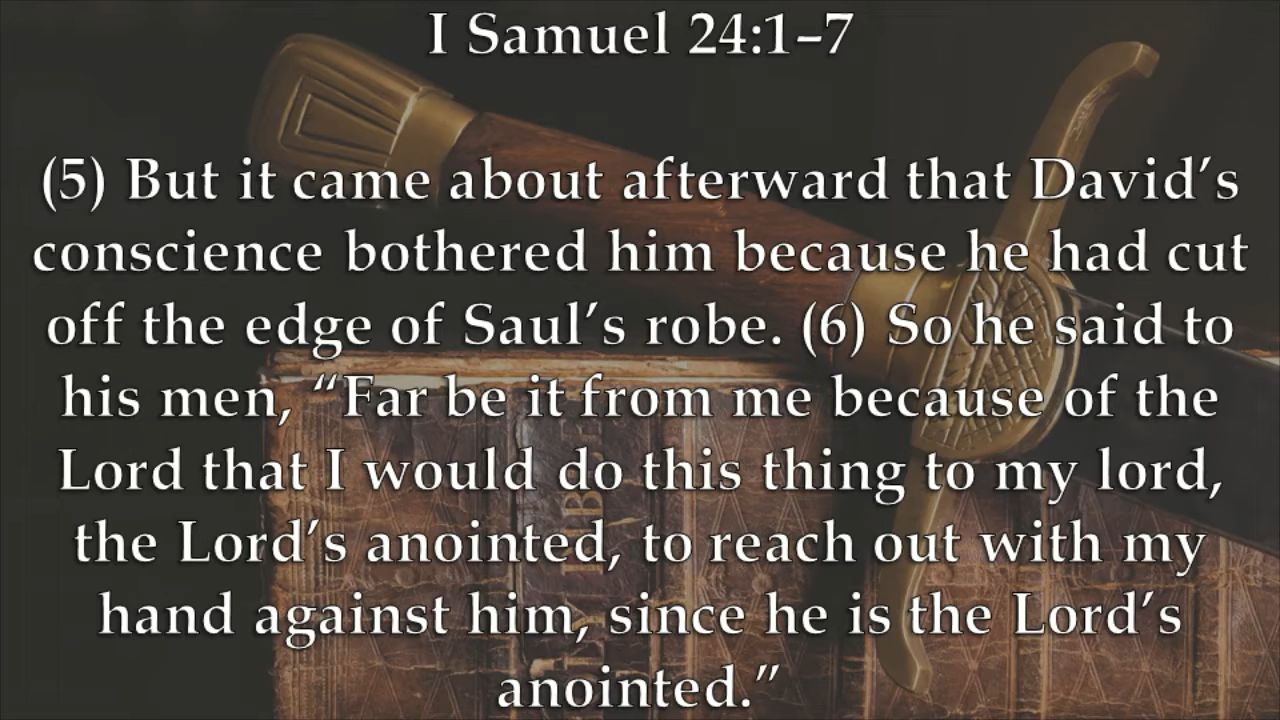 I Samuel 24:1–7
(5) But it came about afterward that David’s
conscience bothered him because he had cut
off the edge of Saul’s robe. (6) So he said to
his men, “Far be it from me because of the
Lord that I would do this thing to my lord,
the Lord’s anointed, to reach out with my
hand against him, since he is the Lord’s
anointed.”